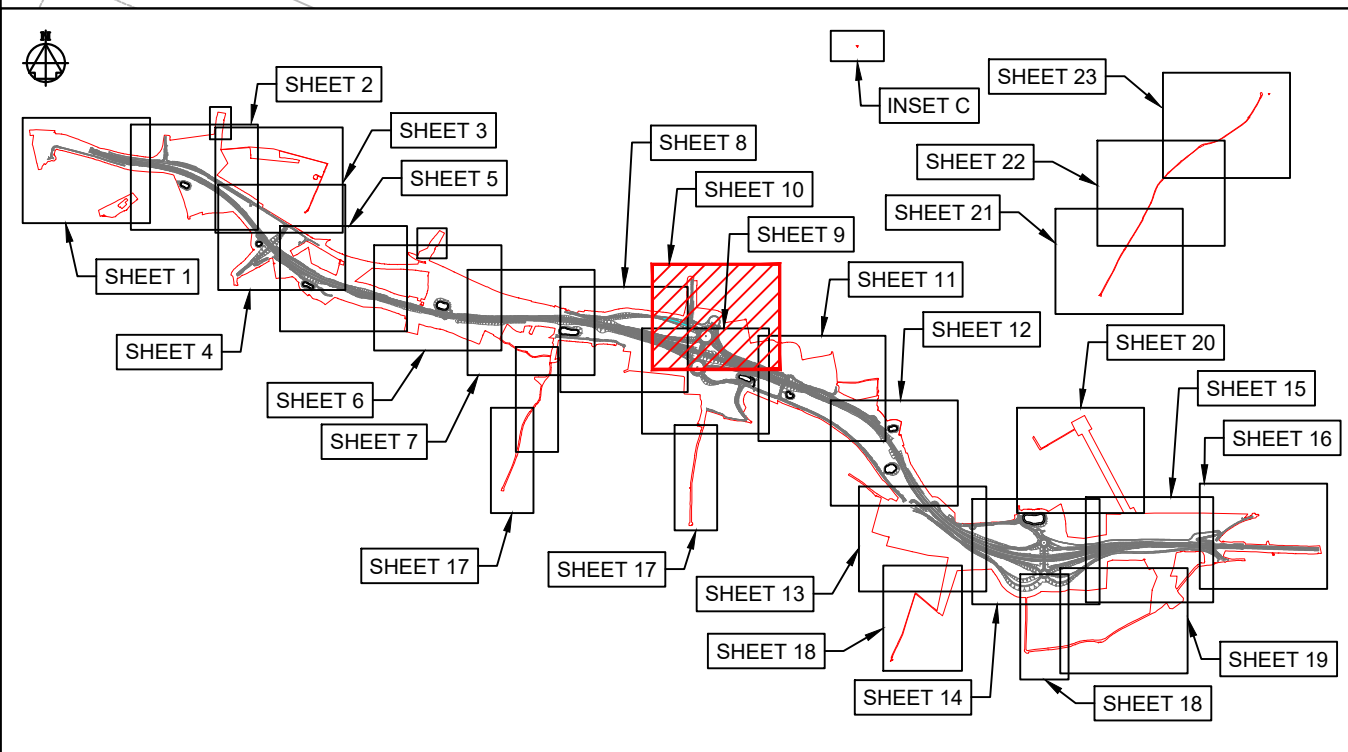 N
SHEET 2
SHEET 3
SHEET 5
SHEET 1
SHEET 4
SHEET 6
SHEET 7
SHEET 8
SHEET 10
SHEET 9
SHEET 11
SHEET 12
INSET C
SHEET 23
SHEET 22
SHEET 21
SHEET 20
SHEET 15
SHEET 16
SHEET 17
SHEET 17
SHEET 13
SHEET 18
SHEET 14
SHEET 18
SHEET 19